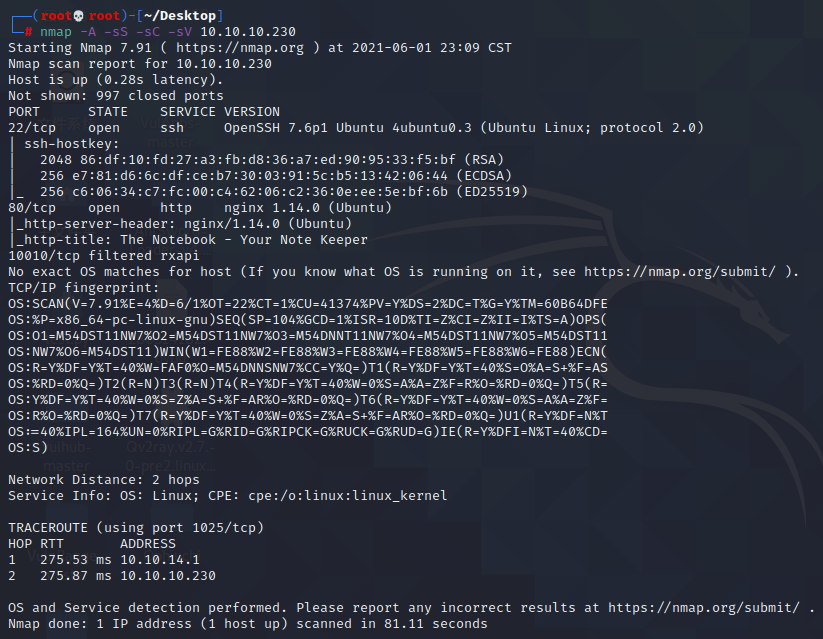 ┌──(root💀root)-[~/Desktop]
└─# nmap -A -sS -sC -sV 10.10.10.230
Starting Nmap 7.91 ( https://nmap.org ) at 2021-06-01 23:09 CST
Nmap scan report for 10.10.10.230
Host is up (0.28s latency).
Not shown: 997 closed ports
PORT      STATE    SERVICE VERSION
22/tcp    open     ssh     OpenSSH 7.6p1 Ubuntu 4ubuntu0.3 (Ubuntu Linux; protocol 2.0)
| ssh-hostkey:
|   2048 86:df:10:fd:27:a3:fb:d8:36:a7:ed:90:95:33:f5:bf (RSA)
|   256 e7:81:d6:6c:df:ce:b7:30:03:91:5c:b5:13:42:06:44 (ECDSA)
|_  256 c6:06:34:c7:fc:00:c4:62:06:c2:36:0e:ee:5e:bf:6b (ED25519)
80/tcp    open     http    nginx 1.14.0 (Ubuntu)
|_http-server-header: nginx/1.14.0 (Ubuntu)
|_http-title: The Notebook - Your Note Keeper
10010/tcp filtered rxapi
No exact OS matches for host (If you know what OS is running on it, see https://nmap.org/submit/ ).
TCP/IP fingerprint:
OS:SCAN(V=7.91%E=4%D=6/1%OT=22%CT=1%CU=41374%PV=Y%DS=2%DC=T%G=Y%TM=60B64DFE
OS:%P=x86_64-pc-linux-gnu)SEQ(SP=104%GCD=1%ISR=10D%TI=Z%CI=Z%II=I%TS=A)OPS(
OS:O1=M54DST11NW7%O2=M54DST11NW7%O3=M54DNNT11NW7%O4=M54DST11NW7%O5=M54DST11
OS:NW7%O6=M54DST11)WIN(W1=FE88%W2=FE88%W3=FE88%W4=FE88%W5=FE88%W6=FE88)ECN(
OS:R=Y%DF=Y%T=40%W=FAF0%O=M54DNNSNW7%CC=Y%Q=)T1(R=Y%DF=Y%T=40%S=O%A=S+%F=AS
OS:%RD=0%Q=)T2(R=N)T3(R=N)T4(R=Y%DF=Y%T=40%W=0%S=A%A=Z%F=R%O=%RD=0%Q=)T5(R=
OS:Y%DF=Y%T=40%W=0%S=Z%A=S+%F=AR%O=%RD=0%Q=)T6(R=Y%DF=Y%T=40%W=0%S=A%A=Z%F=
OS:R%O=%RD=0%Q=)T7(R=Y%DF=Y%T=40%W=0%S=Z%A=S+%F=AR%O=%RD=0%Q=)U1(R=Y%DF=N%T
OS:=40%IPL=164%UN=0%RIPL=G%RID=G%RIPCK=G%RUCK=G%RUD=G)IE(R=Y%DFI=N%T=40%CD=
OS:S)
Network Distance: 2 hops
Service Info: OS: Linux; CPE: cpe:/o:linux:linux_kernel
TRACEROUTE (using port 1025/tcp)
HOP RTT       ADDRESS
1   275.53 ms 10.10.14.1
2   275.87 ms 10.10.10.230
OS and Service detection performed. Please report any incorrect results at https://nmap.org/submit/ .
Nmap done: 1 IP address (1 host up) scanned in 81.11 seconds